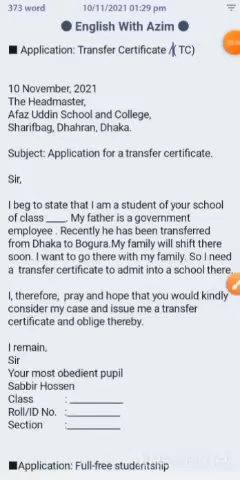 373 word 10/11/2021 01:29 pm
● English With Azim ●
■ Application: Transfer Certificate /( TC)
10 November, 2021
The Headmaster,
Afaz Uddin School and College,
Sharifbag, Dhahran, Dhaka.
Subject: Application for a transfer certificate.
Sir,
I beg to state that I am a student of your school
of class ____. My father is a government
employee . Recently he has been transferred
from Dhaka to Bogura.My family will shift there
soon. I want to go there with my family. So I need
a transfer certificate to admit into a school there.
I, therefore, pray and hope that you would kindly
consider my case and issue me a transfer
certificate and oblige thereby.
I remain,
Sir
Your most obedient pupil
Sabbir Hossen
Class :___________
Roll/ID No. :___________
Section :___________
■Application: Full-free studentship